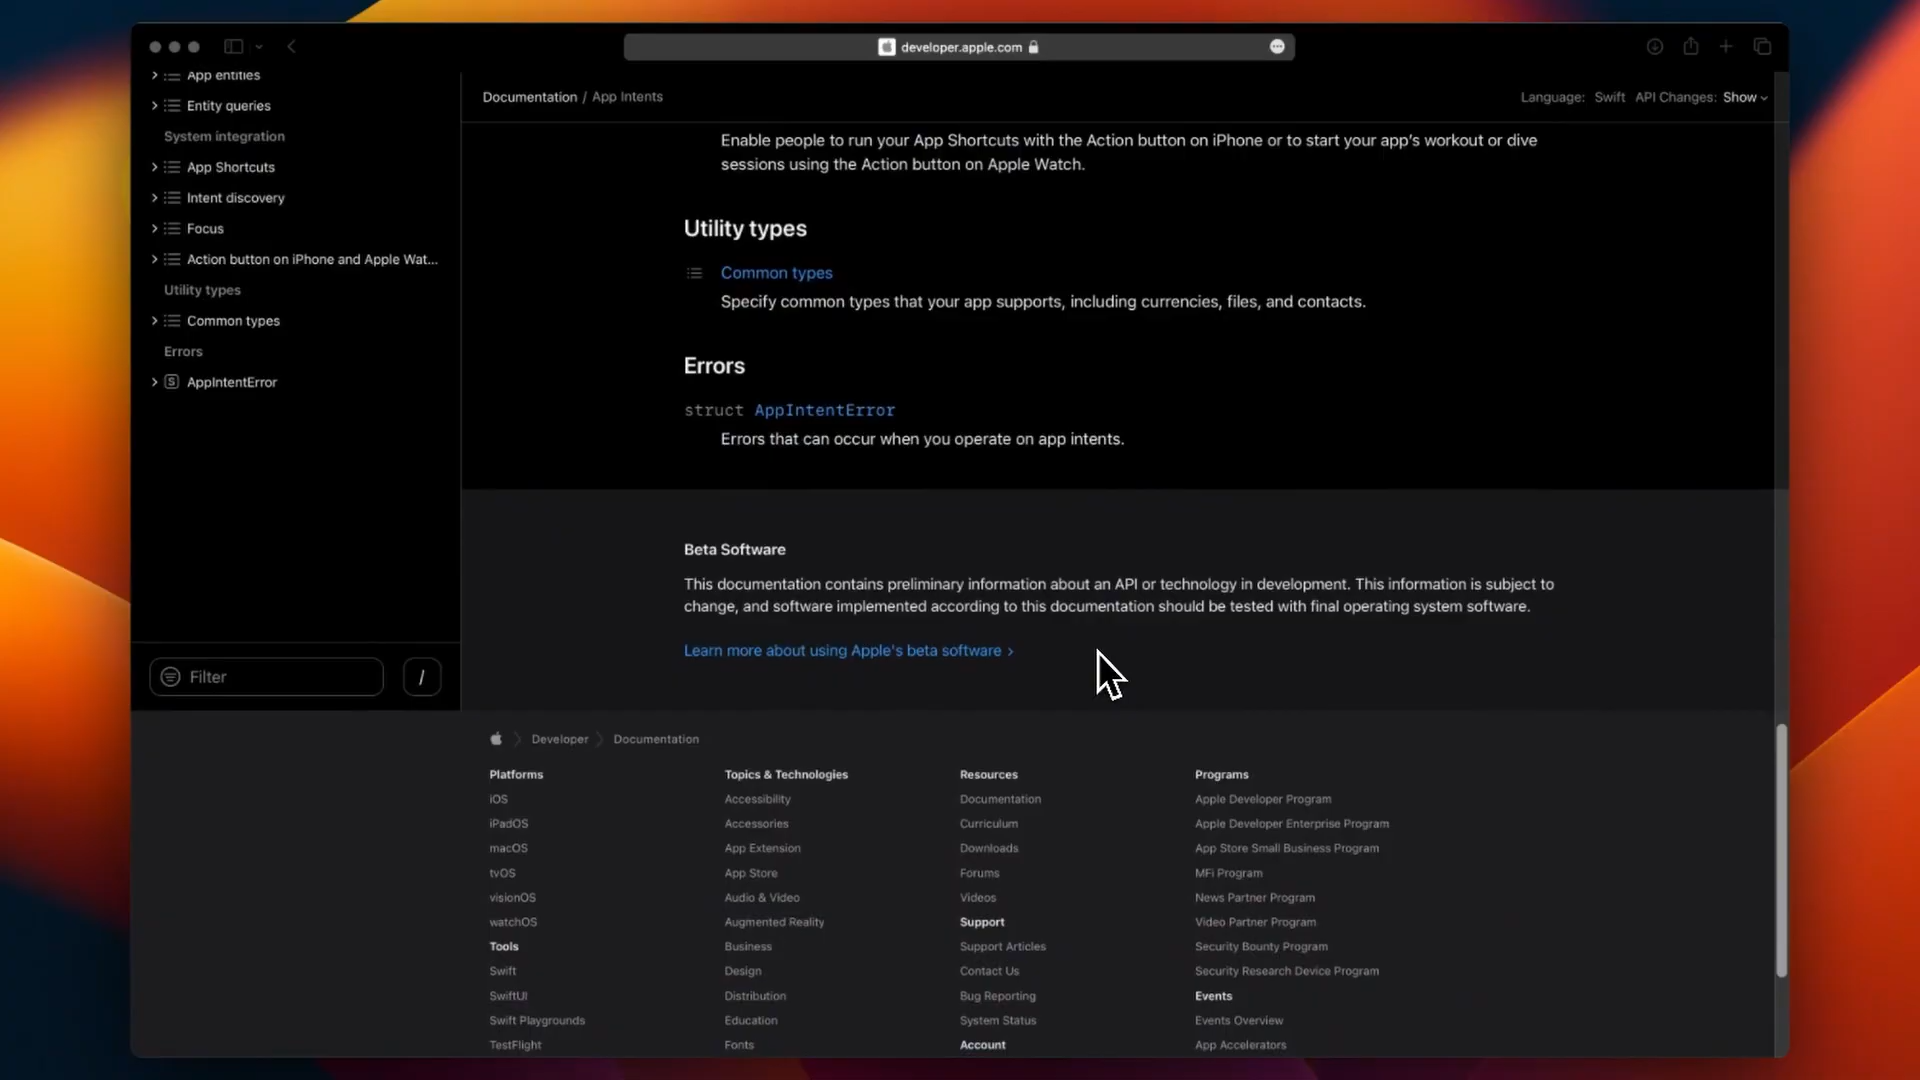 developer.apple.com
App entities
Entity queries
System integration
App Shortcuts
Intent discovery
Focus
Action button on iPhone and Apple Wat...
Utility types
Common types
Errors
S AppIntentError
Filter
/
Documentation / App Intents
Language: Swift API Changes: Show
Enable people to run your App Shortcuts with the Action button on iPhone or to start your app’s workout or dive
sessions using the Action button on Apple Watch.
Utility types
Common types
Specify common types that your app supports, including currencies, files, and contacts.
Errors
struct AppIntentError
Errors that can occur when you operate on app intents.
Beta Software
This documentation contains preliminary information about an API or technology in development. This information is subject to
change, and software implemented according to this documentation should be tested with final operating system software.
Learn more about using Apple's beta software
Developer Documentation
Platforms
iOS
iPadOS
macOS
tvOS
visionOS
watchOS
Tools
Swift
SwiftUI
Swift Playgrounds
TestFlight
Topics & Technologies
Accessibility
Accessories
App Extension
App Store
Audio & Video
Augmented Reality
Business
Design
Distribution
Education
Fonts
Resources
Documentation
Curriculum
Downloads
Forums
Videos
Support
Support Articles
Contact Us
Bug Reporting
System Status
Account
Programs
Apple Developer Program
Apple Developer Enterprise Program
App Store Small Business Program
MFi Program
News Partner Program
Video Partner Program
Security Bounty Program
Security Research Device Program
Events
Events Overview
App Accelerators